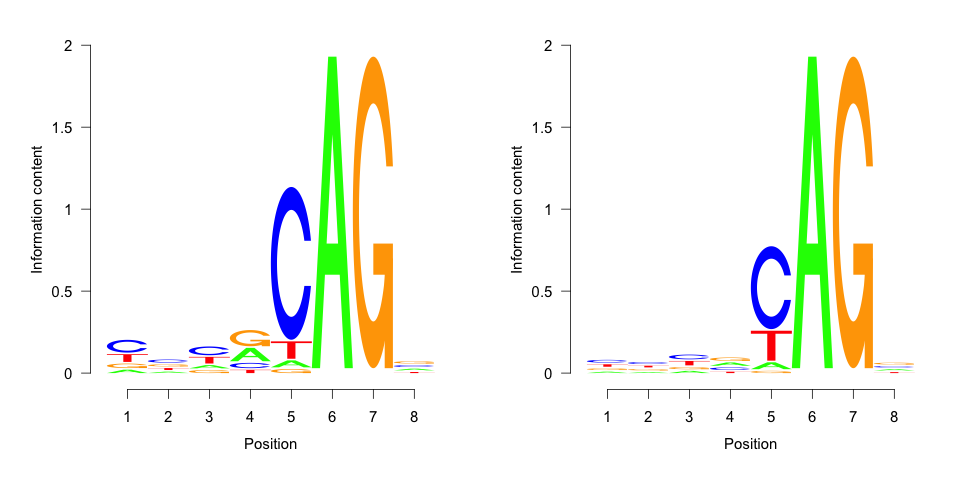 2
1.5
1
0.5
0
Information content
C T G A
C G T A
C T A G
G A C T
C T A G
A
G
G C A T
1 2 3 4 5 6 7 8
Position
2
1.5
1
0.5
0
Information content
C T G A
C T G A
C T G A
G A C T
C T A G
A
G
G C A T
1 2 3 4 5 6 7 8
Position